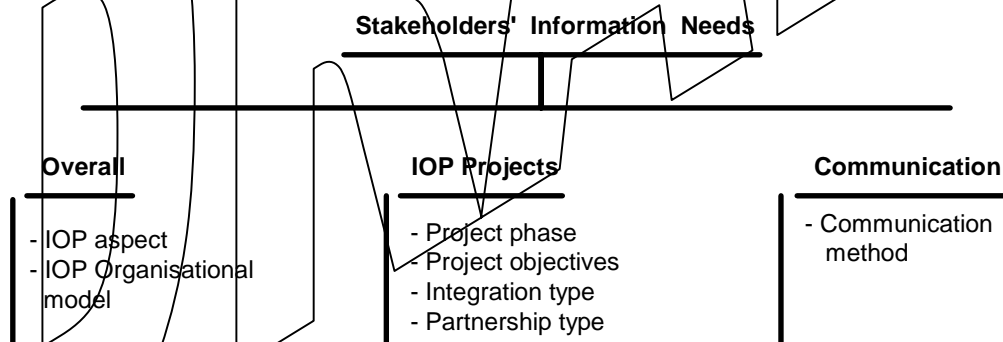 Stakeholders' Information Needs
Overall
- IOP aspect
- IOP Organisational
model
IOP Projects
- Project phase
- Project objectives
- Integration type
- Partnership type
Communication
- Communication
method